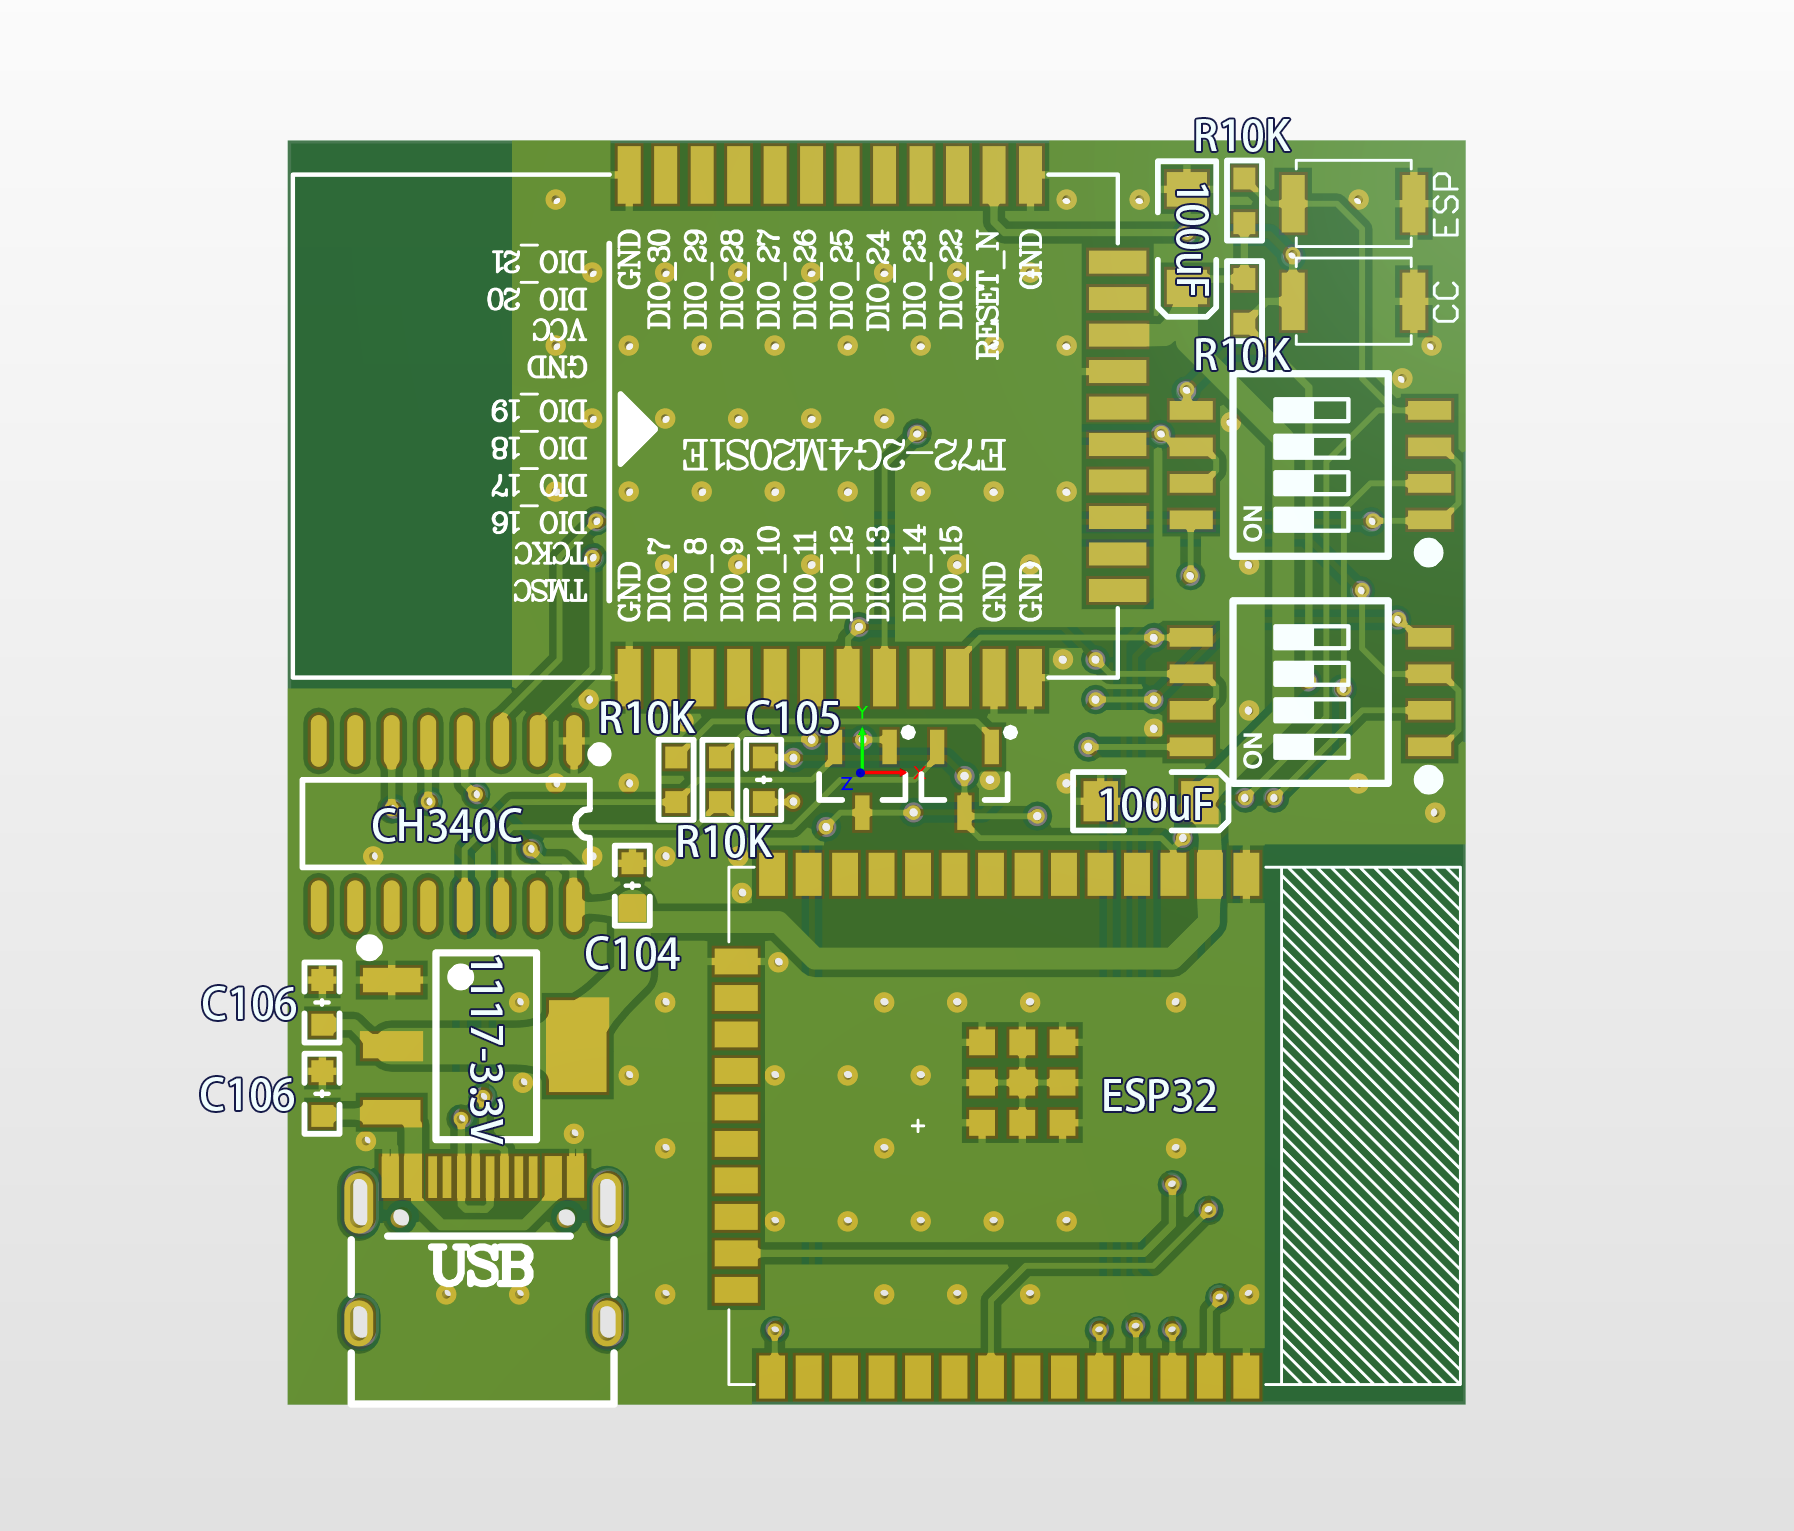 R10K
100uF
ESP
CC
R10K
DIO_21
DIO_20
VCC
GND
DIO_19
DIO_18
DIO_17
DIO_16
TCKC
TMSC
GND
DIO_30
DIO_29
DIO_28
DIO_27
DIO_26
DIO_25
DIO_24
DIO_23
DIO_22
RESET_N
GND
E72-2G4M20S1E
GND
DIO_7
DIO_8
DIO_9
DIO_10
DIO_11
DIO_12
DIO_13
DIO_14
DIO_15
GND
GND
ON
ON
R10K
C105
Y
X
Z
100uF
CH340C
R10K
C104
C106
C106
1117-3.3V
ESP32
USB